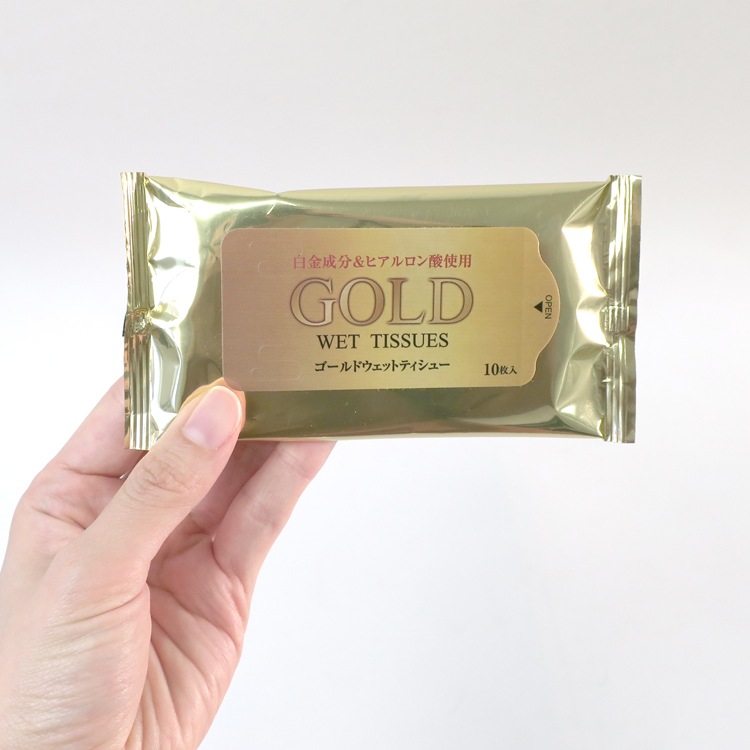 白金成分&ヒアルロン酸使用
GOLD
WET TISSUES
ゴールドウェットティシュー
10枚入
OPEN